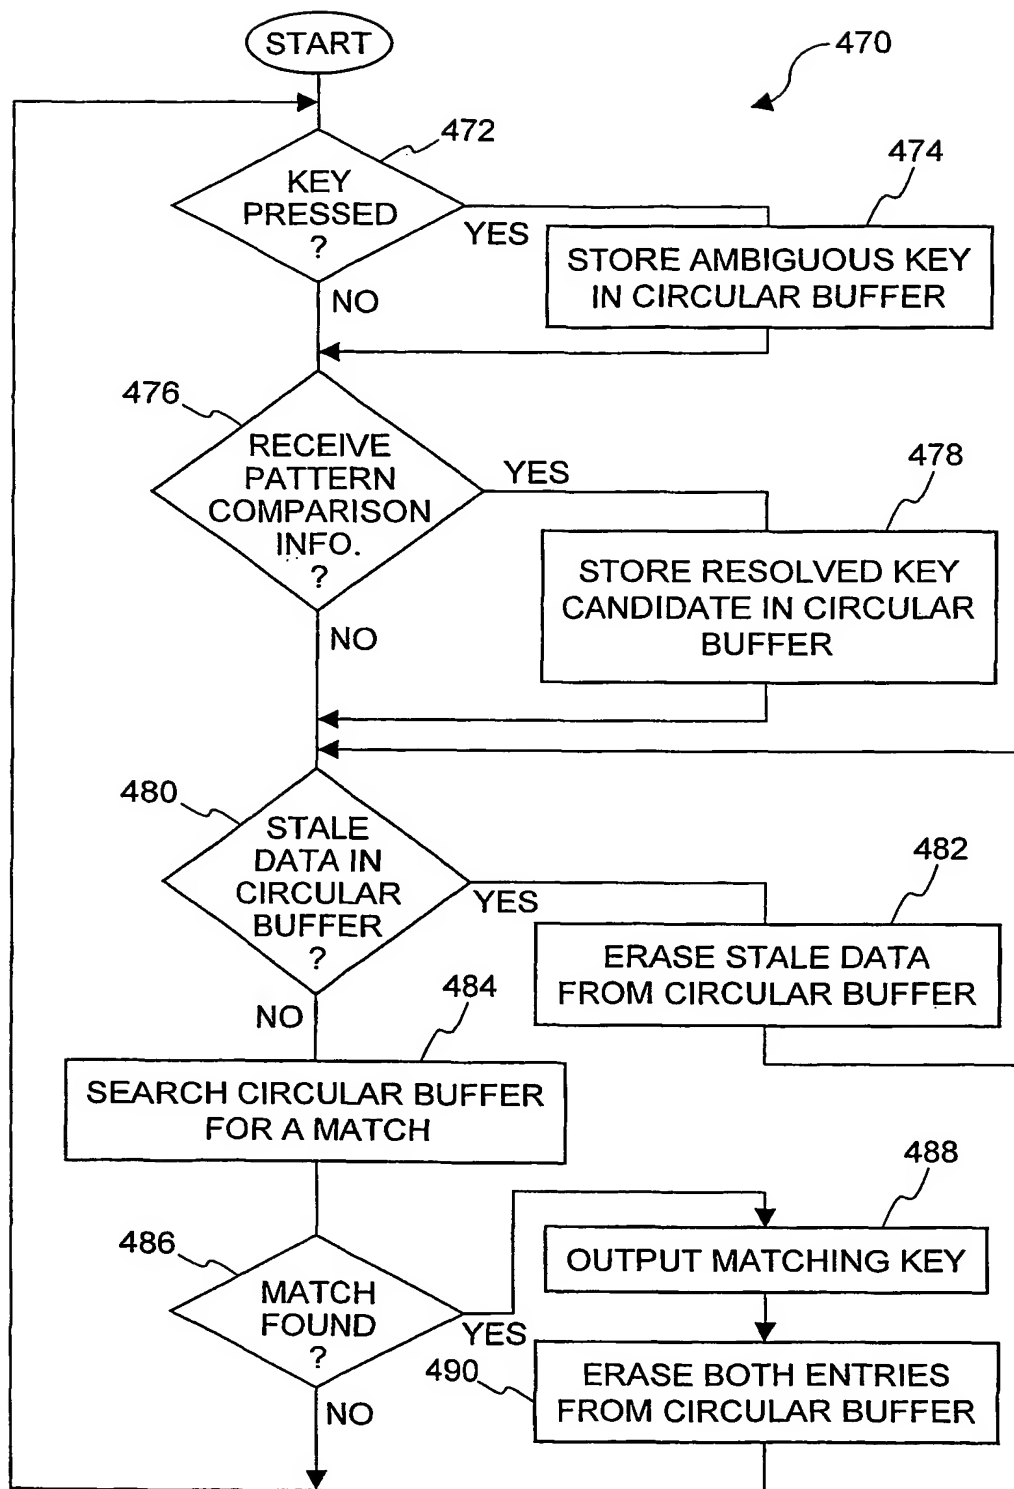 START
470
472
KEY
PRESSED
?
YES
474
STORE AMBIGUOUS KEY
IN CIRCULAR BUFFER
NO
476
RECEIVE
PATTERN
COMPARISON
INFO.
?
YES
478
STORE RESOLVED KEY
CANDIDATE IN CIRCULAR
BUFFER
NO
480
STALE
DATA IN
CIRCULAR
BUFFER
?
YES
482
ERASE STALE DATA
FROM CIRCULAR BUFFER
NO
484
SEARCH CIRCULAR BUFFER
FOR A MATCH
486
MATCH
FOUND
?
YES
488
OUTPUT MATCHING KEY
490
ERASE BOTH ENTRIES
FROM CIRCULAR BUFFER
NO